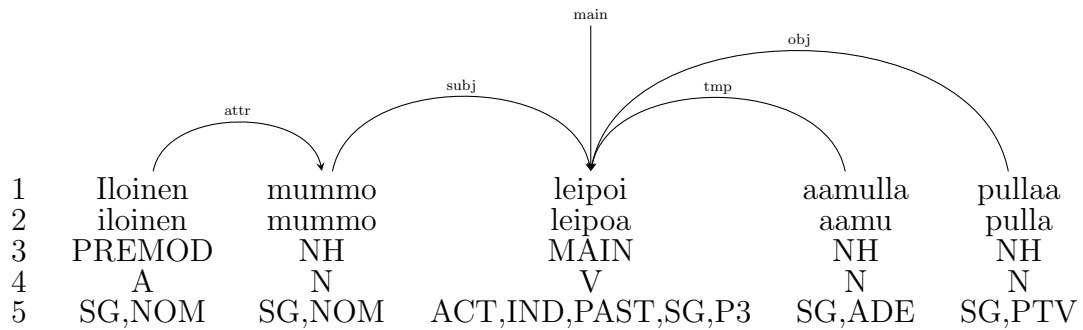 main
obj
subj
tmp
attr
1 Iloinen mummo leipoi aamulla pullaa
2 iloinen mummo leipoa aamu pulla
3 PREMOD NH MAIN NH NH
4 A N V N N
5 SG,NOM SG,NOM ACT,IND,PAST,SG,P3 SG,ADE SG,PTV